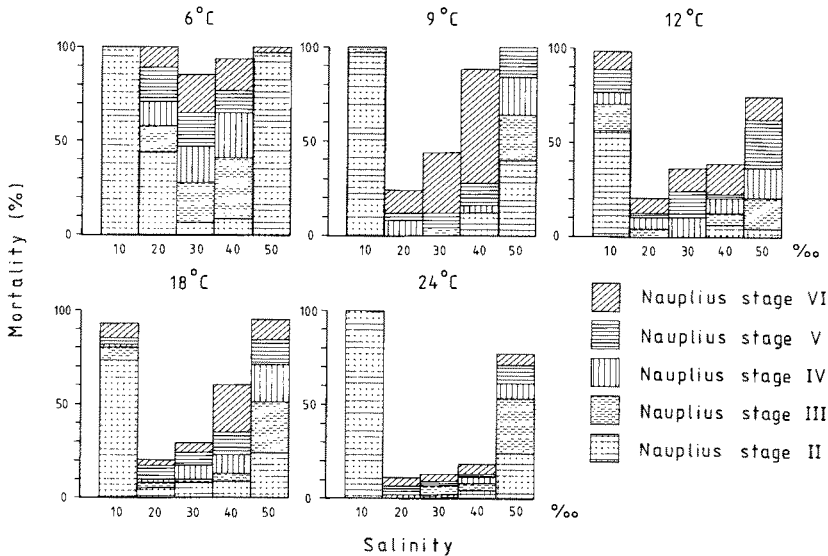 6°C 9°C 12°C
100 100 100
50 50 50
0 0 0
10 20 30 40 50 10 20 30 40 50 10 20 30 40 50 ‰
Mortality (%)
18°C 24°C
100 100
50 50
0 0
10 20 30 40 50 10 20 30 40 50 ‰
Salinity
Nauplius stage VI
Nauplius stage V
Nauplius stage IV
Nauplius stage III
Nauplius stage II